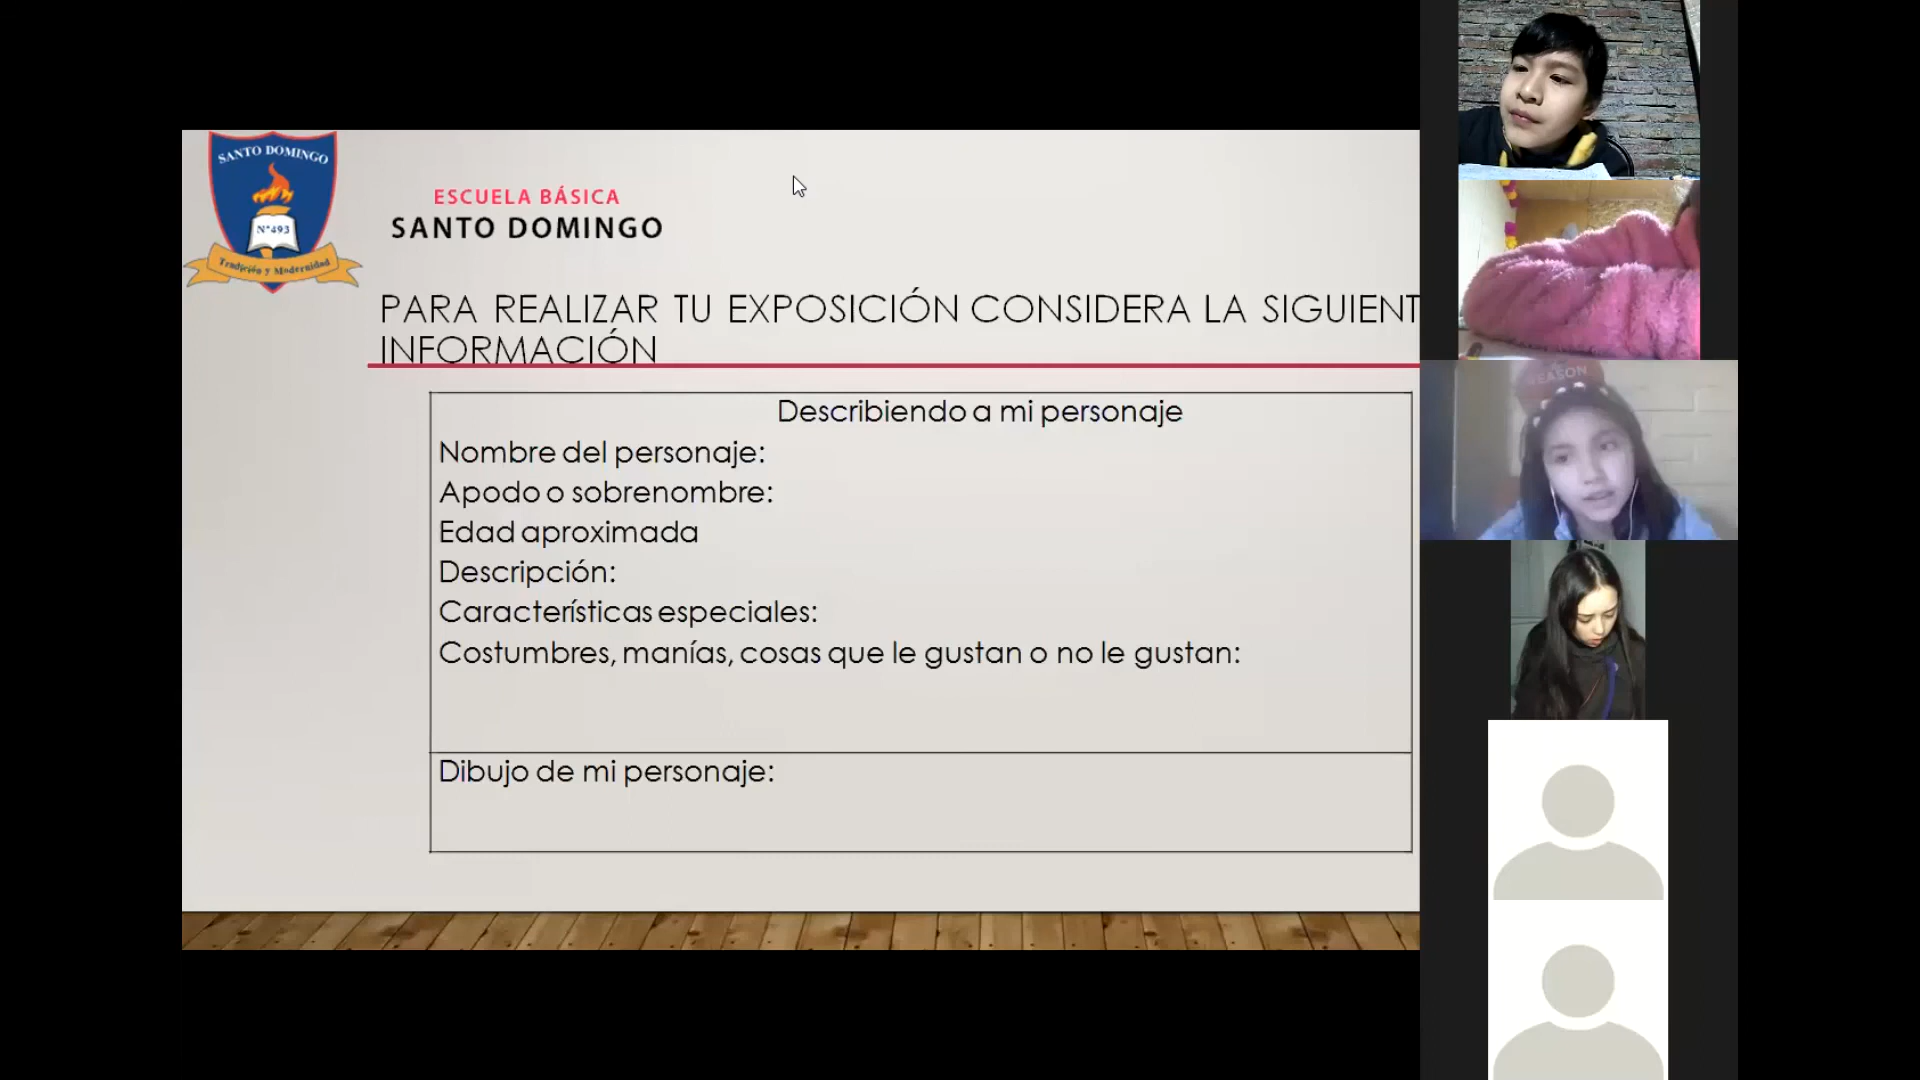 SANTO DOMINGO
N°493
Tradición y Modernidad
ESCUELA BÁSICA
SANTO DOMINGO
PARA REALIZAR TU EXPOSICIÓN CONSIDERA LA SIGUIENT
INFORMACIÓN
Describiendo a mi personaje
Nombre del personaje:
Apodo o sobrenombre:
Edad aproximada
Descripción:
Características especiales:
Costumbres, manías, cosas que le gustan o no le gustan:
Dibujo de mi personaje: